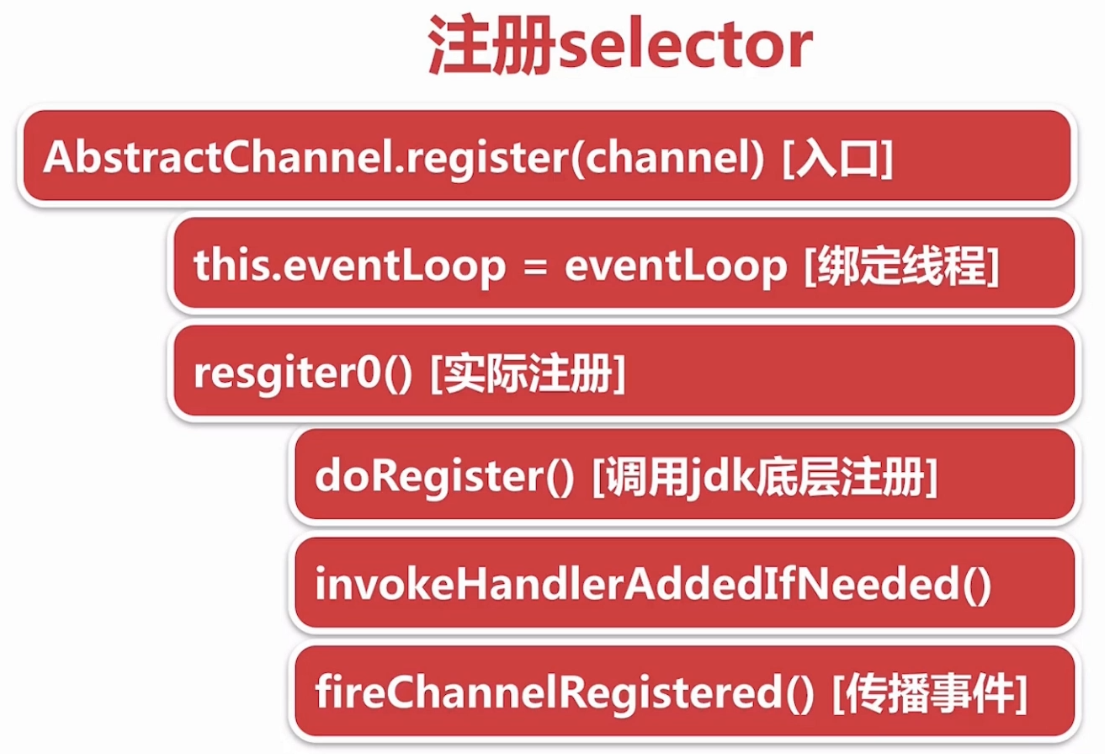 注册selector
AbstractChannel.register(channel) [入口]
this.eventLoop = eventLoop [绑定线程]
resgiter0() [实际注册]
doRegister() [调用jdk底层注册]
invokeHandlerAddedIfNeeded()
fireChannelRegistered() [传播事件]